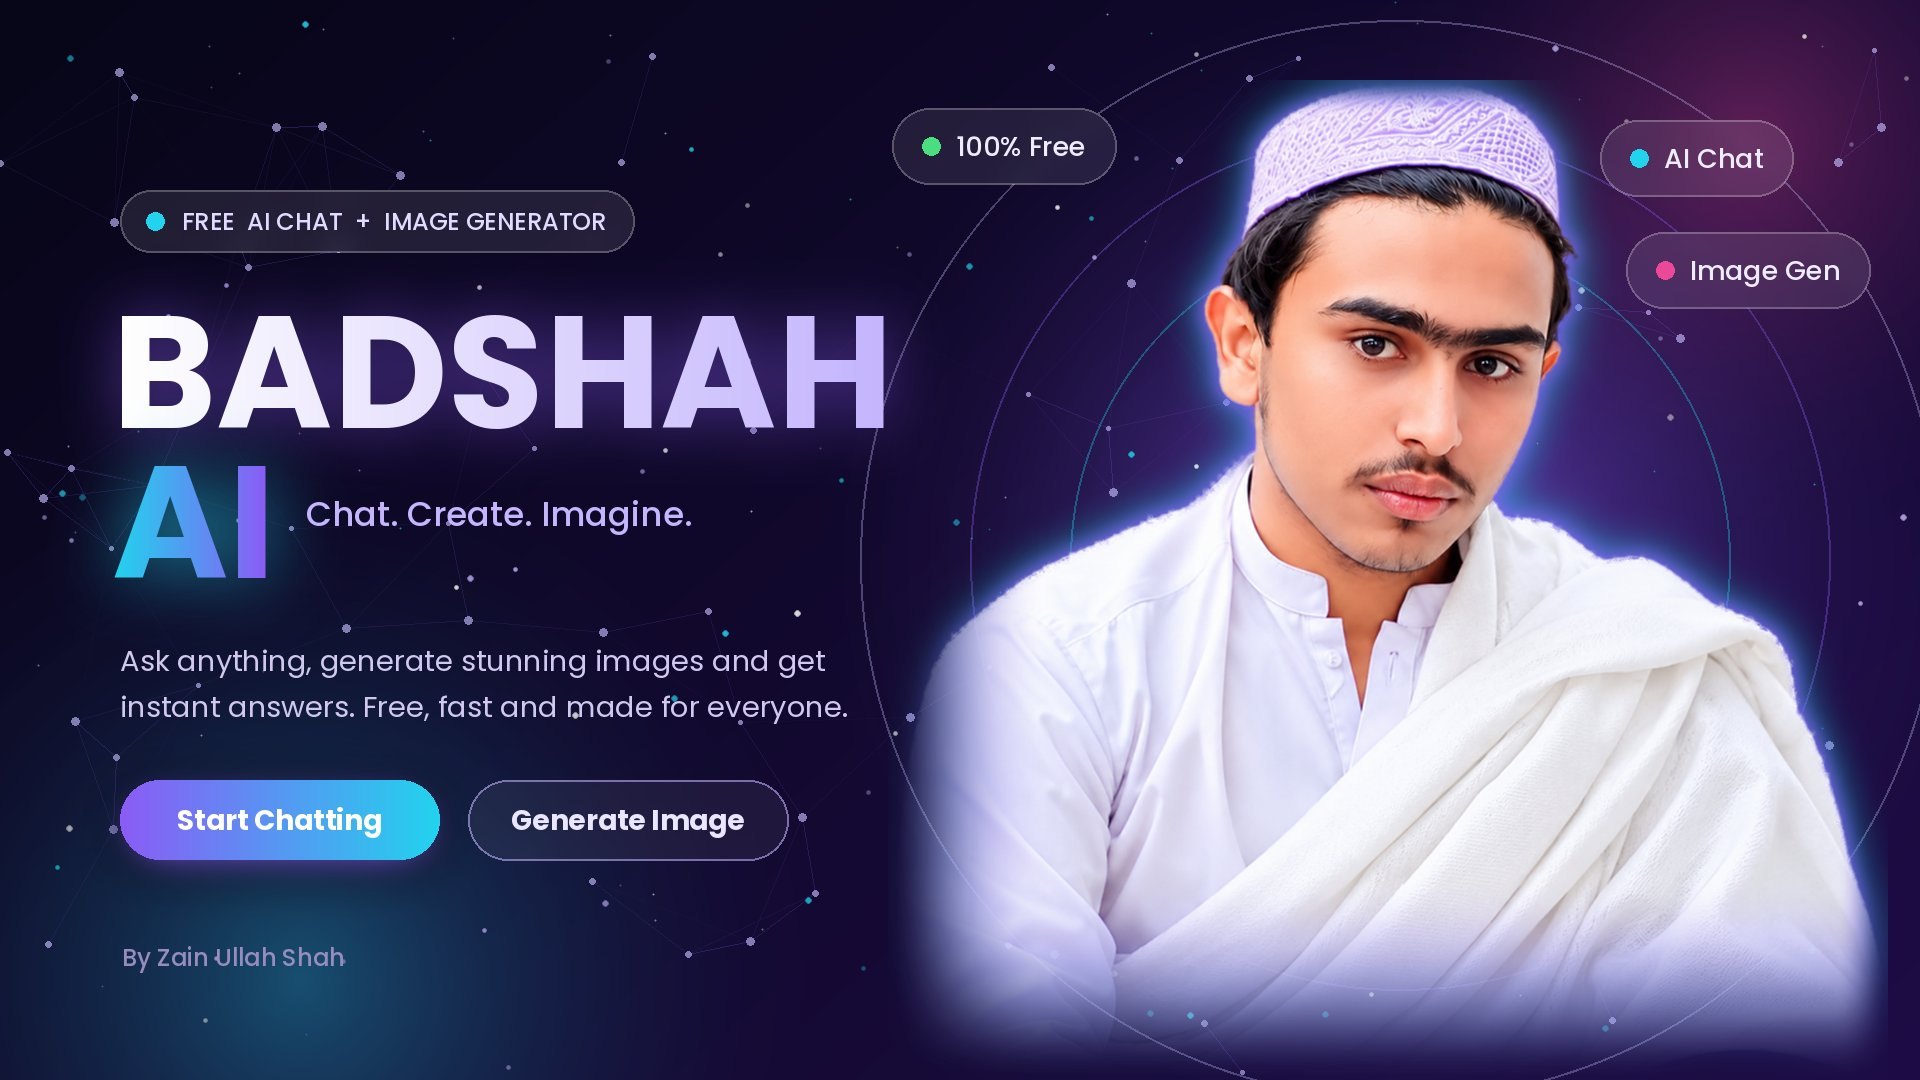 100% Free
AI Chat
FREE AI CHAT + IMAGE GENERATOR
Image Gen
BADSHAH
AI
Chat. Create. Imagine.
Ask anything, generate stunning images and get
instant answers. Free, fast and made for everyone.
Start Chatting
Generate Image
By Zain Ullah Shah